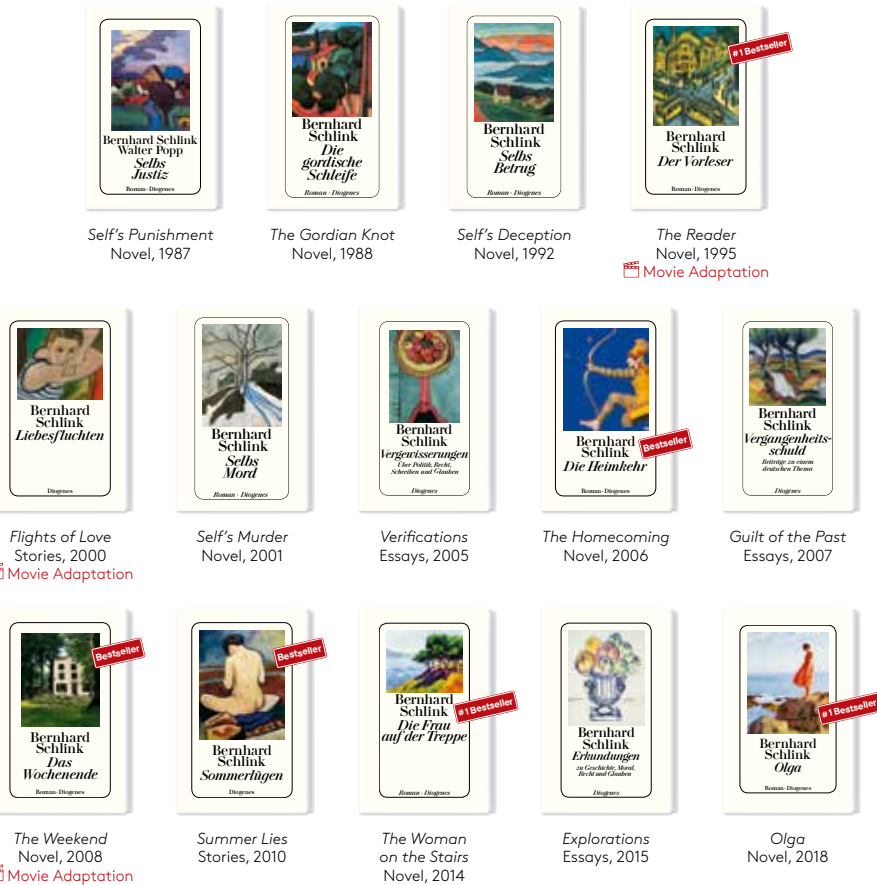 Bernhard Schlink
Walter Popp
Selbs
Justiz
Roman · Diogenes
Self's Punishment
Novel, 1987
Bernhard
Schlink
Die
gordische
Schleife
Roman · Diogenes
The Gordian Knot
Novel, 1988
Bernhard
Schlink
Selbs
Betrug
Roman · Diogenes
Self's Deception
Novel, 1992
#1 Bestseller
Bernhard
Schlink
Der Vorleser
Roman · Diogenes
The Reader
Novel, 1995
Movie Adaptation
Bernhard
Schlink
Liebesfluchten
Diogenes
Flights of Love
Stories, 2000
Movie Adaptation
Bernhard
Schlink
Selbs
Mord
Roman · Diogenes
Self's Murder
Novel, 2001
Bernhard
Schlink
Vergewisserungen
Über Politik, Recht,
Schreiben und Glauben
Diogenes
Verifications
Essays, 2005
Bernhard
Schlink
Die Heimkehr
Bestseller
Roman · Diogenes
The Homecoming
Novel, 2006
Bernhard
Schlink
Vergangenheits-
schuld
Beiträge zu einem
deutschen Thema
Diogenes
Guilt of the Past
Essays, 2007
Bestseller
Bernhard
Schlink
Das
Wochenende
Roman · Diogenes
The Weekend
Novel, 2008
Movie Adaptation
Bestseller
Bernhard
Schlink
Sommerlügen
Diogenes
Summer Lies
Stories, 2010
Bernhard
Schlink
#1 Bestseller
Die Frau
auf der Treppe
Roman · Diogenes
The Woman
on the Stairs
Novel, 2014
Bernhard
Schlink
Erkundungen
zu Geschichte, Moral,
Recht und Glauben
Diogenes
Explorations
Essays, 2015
#1 Bestseller
Bernhard
Schlink
Olga
Roman · Diogenes
Olga
Novel, 2018